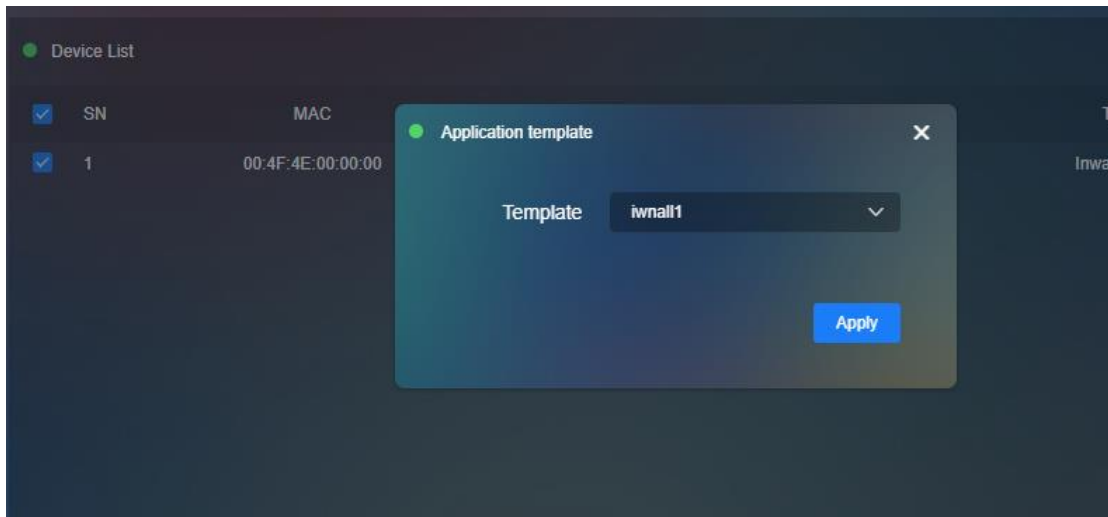 Device List
SN MAC T
Application template
1 00:4F:4E:00:00:00 Inwa
Template iwnall1
Apply